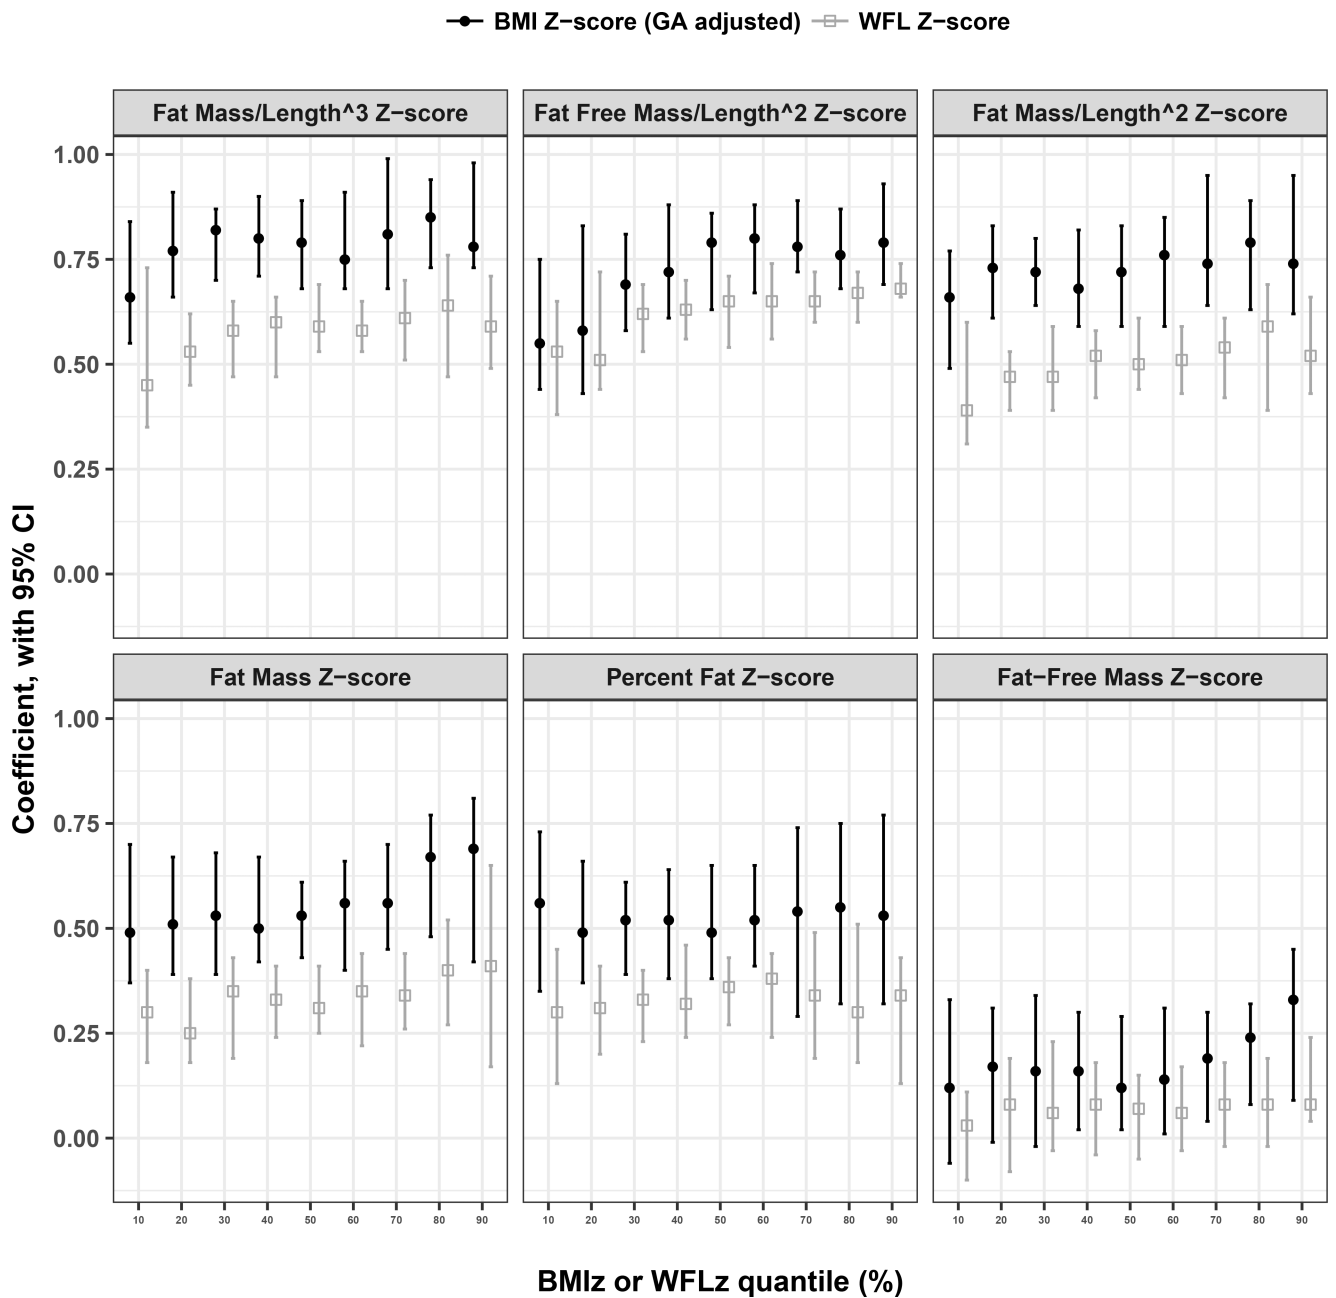 BMI Z−score (GA adjusted) WFL Z−score
Fat Mass/Length^3 Z−score Fat Free Mass/Length^2 Z−score Fat Mass/Length^2 Z−score
1.00
0.75
0.50
0.25
0.00
Coefficient, with 95% CI
Fat Mass Z−score Percent Fat Z−score Fat−Free Mass Z−score
1.00
0.75
0.50
0.25
0.00
10 20 30 40 50 60 70 80 90 10 20 30 40 50 60 70 80 90 10 20 30 40 50 60 70 80 90
BMIz or WFLz quantile (%)